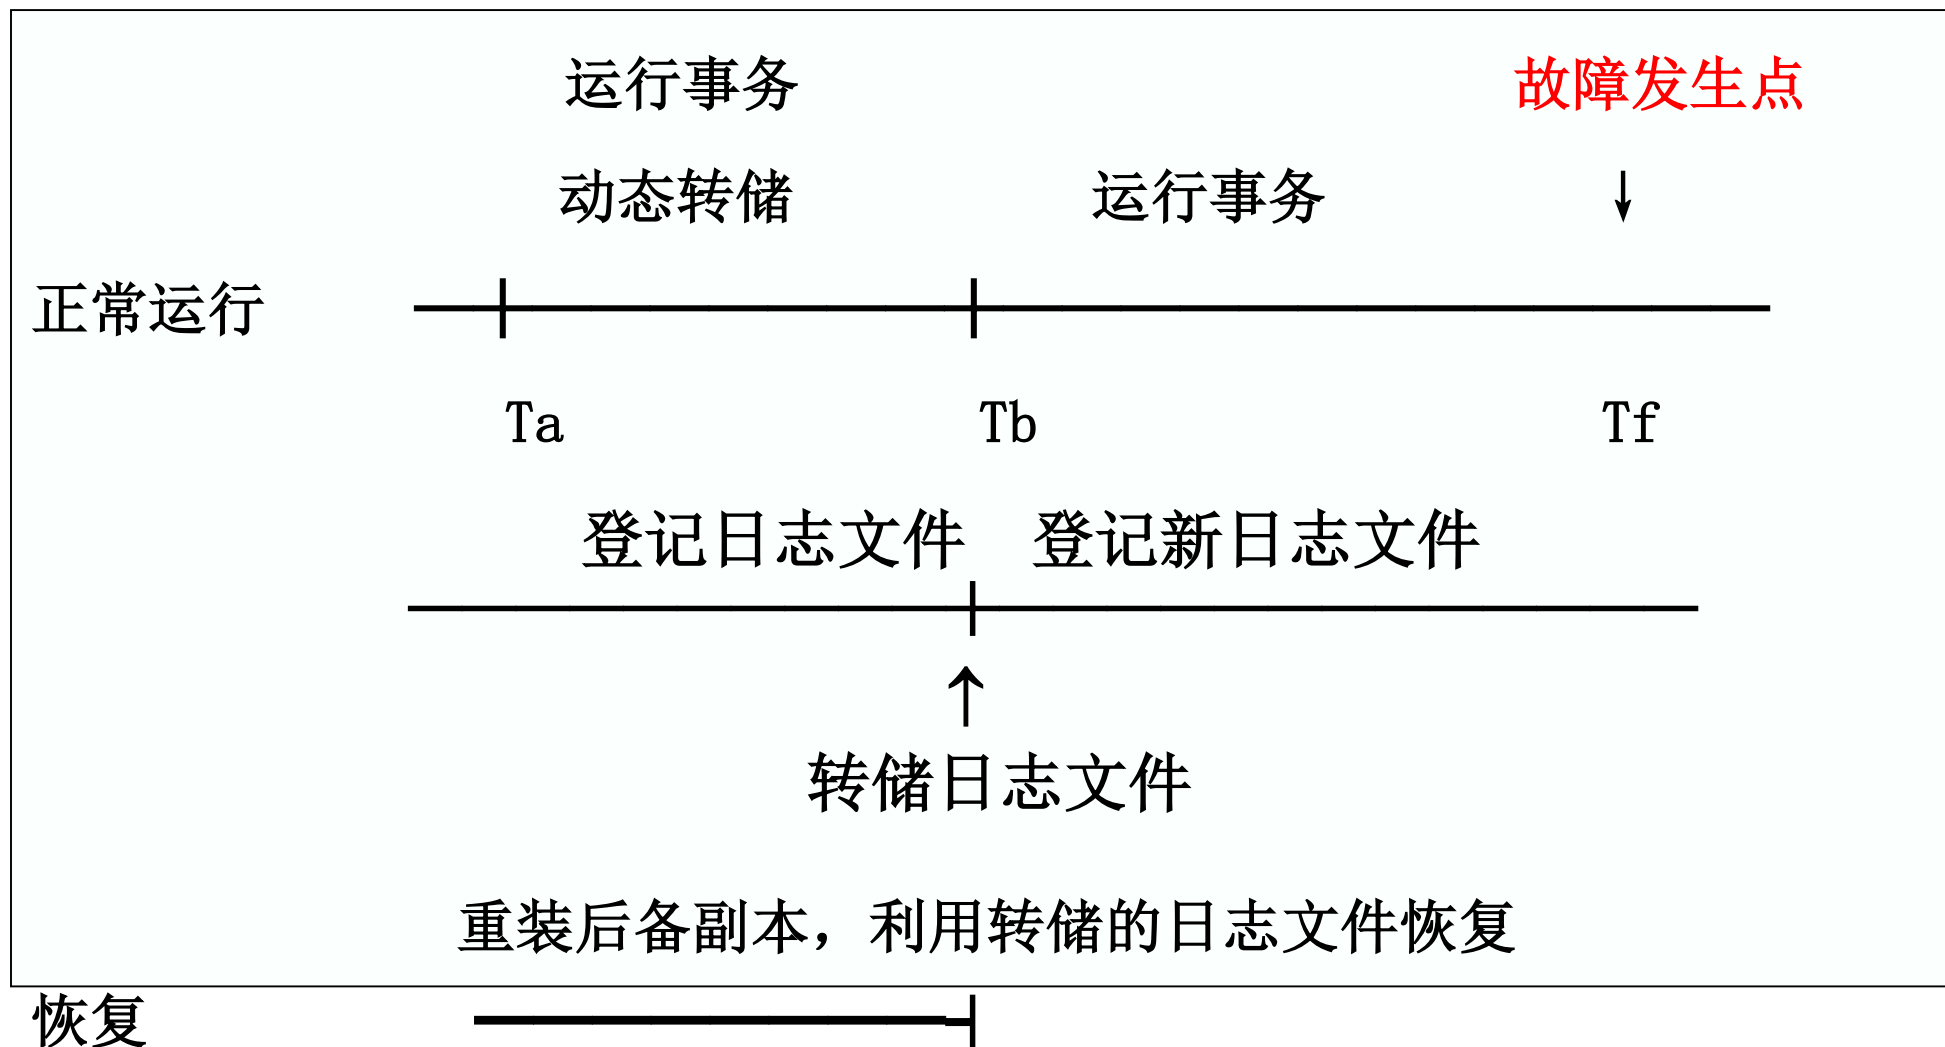 运行事务 故障发生点
动态转储 运行事务 ↓
正常运行
Ta Tb Tf
登记日志文件 登记新日志文件
↑
转储日志文件
重装后备副本，利用转储的日志文件恢复
恢复